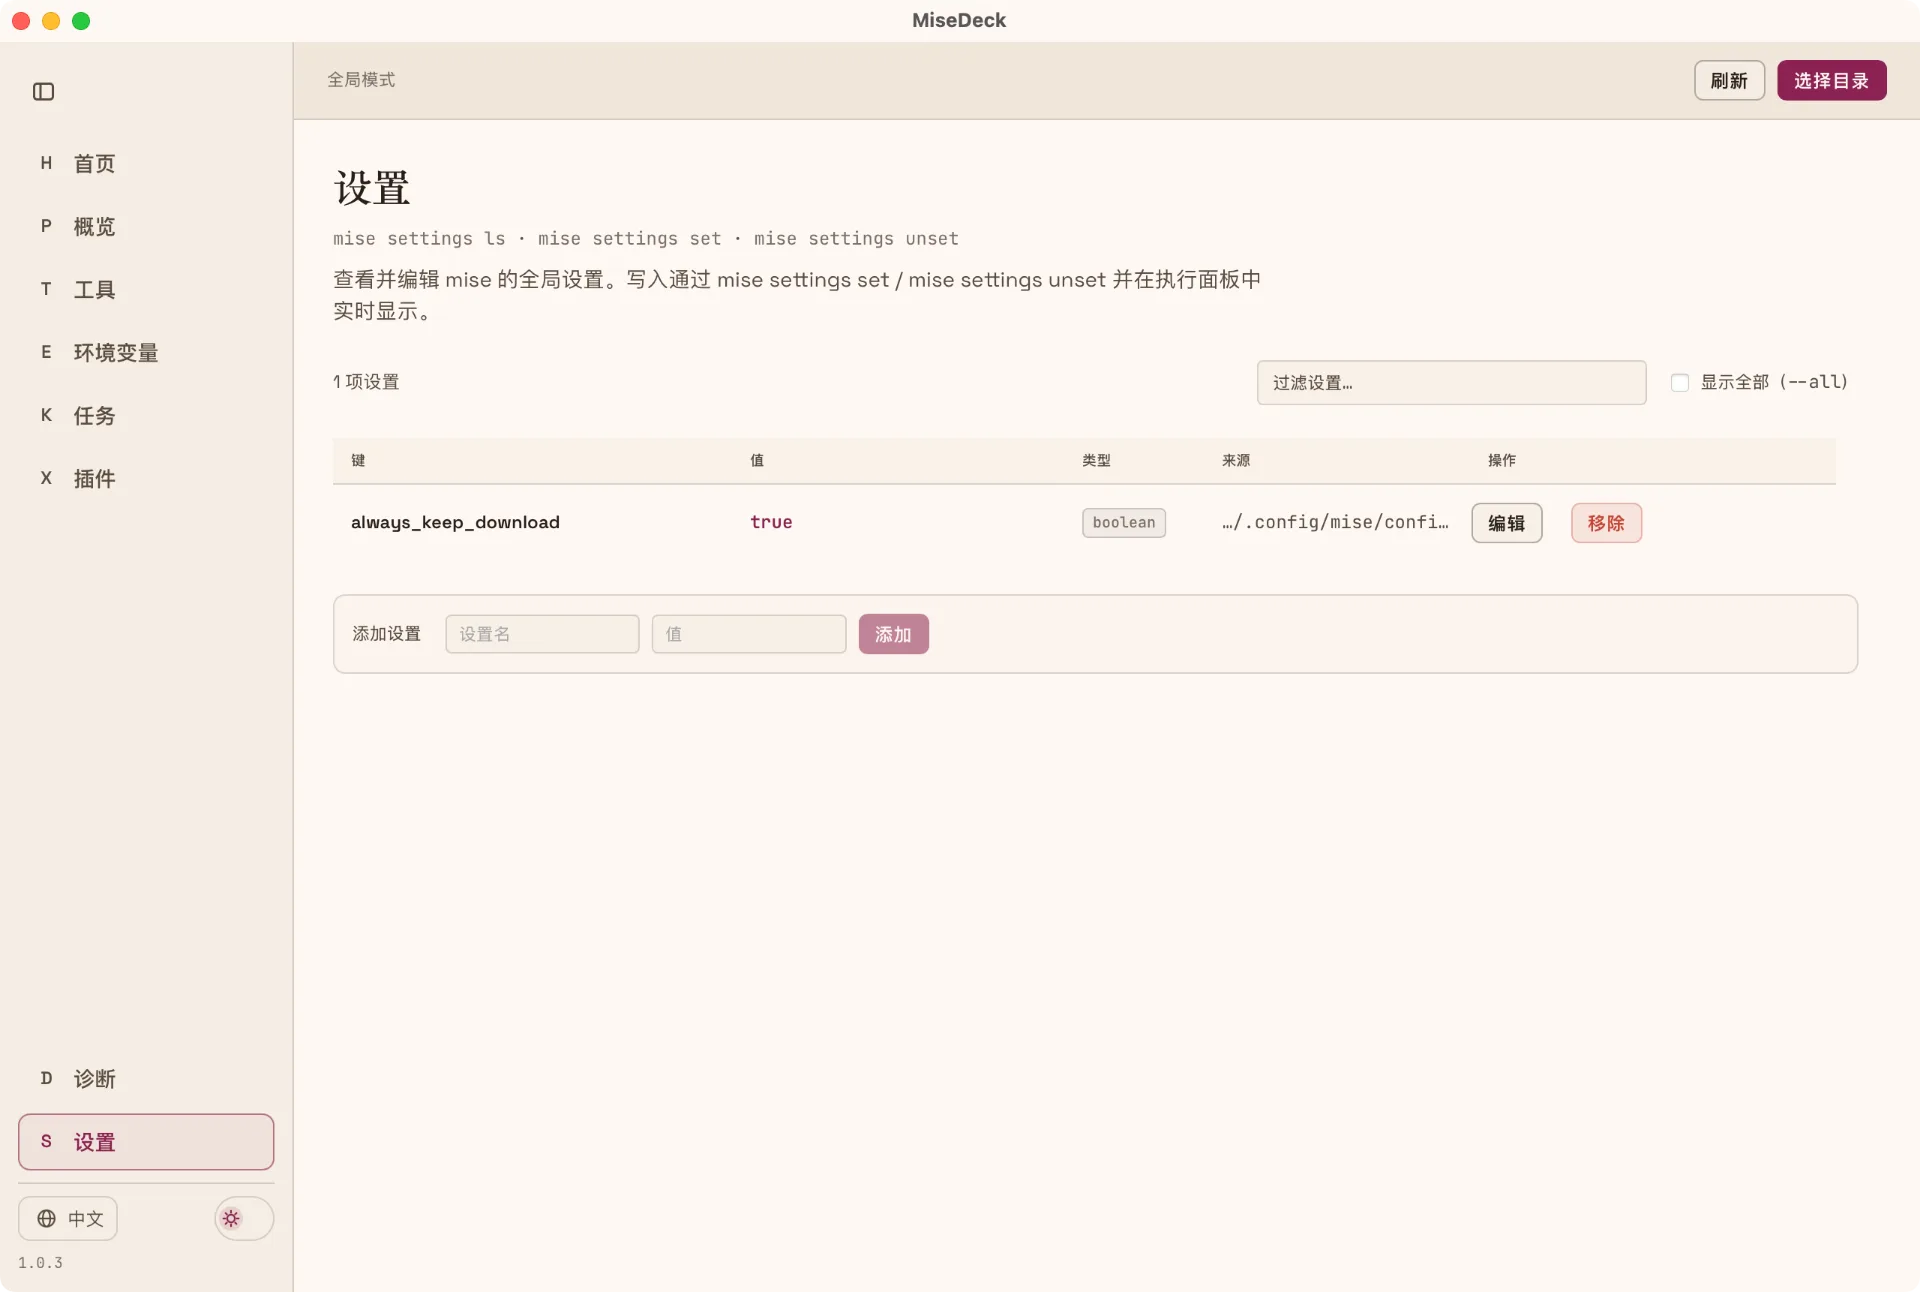 MiseDeck
全局模式
刷新
选择目录
H 首页
P 概览
T 工具
E 环境变量
K 任务
X 插件
D 诊断
S 设置
中文
1.0.3
设置
mise settings ls · mise settings set · mise settings unset
查看并编辑 mise 的全局设置。写入通过 mise settings set / mise settings unset 并在执行面板中
实时显示。
1 项设置
过滤设置…
显示全部 (--all)
键 值 类型 来源 操作
always_keep_download true boolean …/.config/mise/confi… 编辑 移除
添加设置 设置名 值 添加